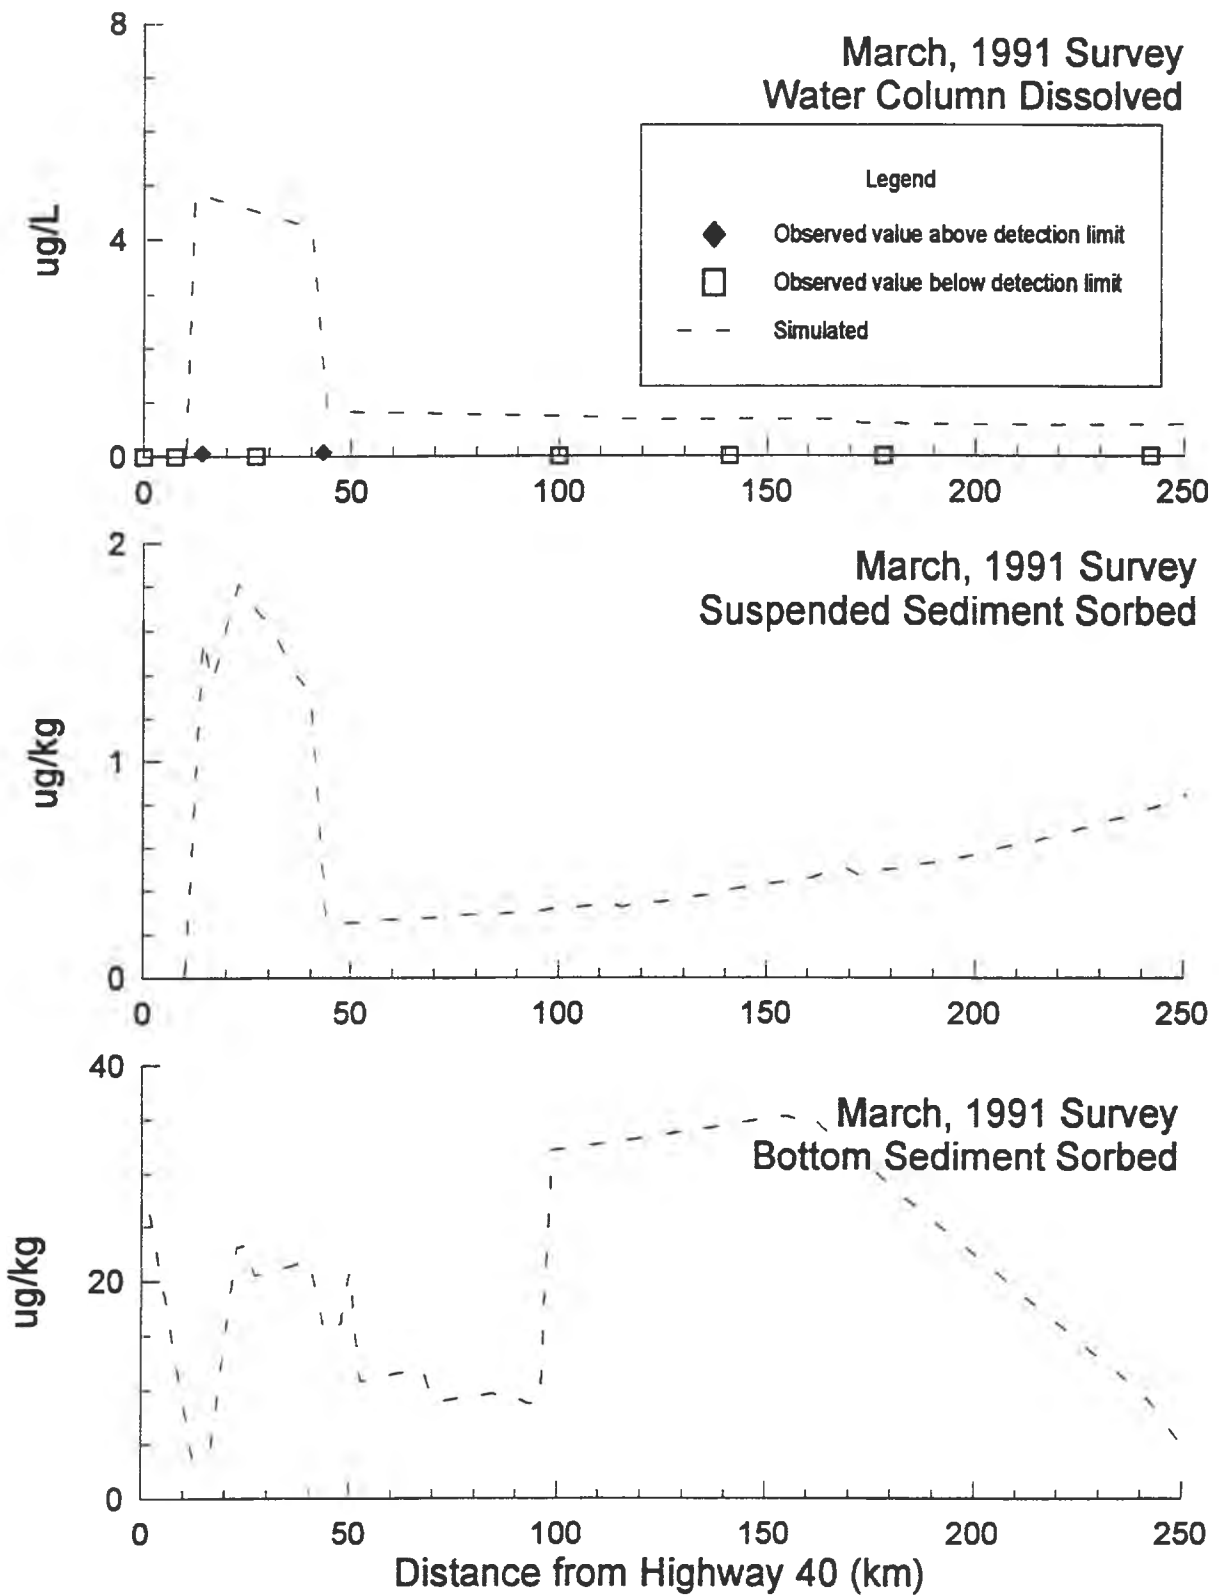 8
March, 1991 Survey
Water Column Dissolved
Legend
Observed value above detection limit
Observed value below detection limit
Simulated
ug/L
4
0
0 50 100 150 200 250
2
March, 1991 Survey
Suspended Sediment Sorbed
ug/kg
1
0
0 50 100 150 200 250
40
March, 1991 Survey
Bottom Sediment Sorbed
ug/kg
20
0
0 50 100 150 200 250
Distance from Highway 40 (km)